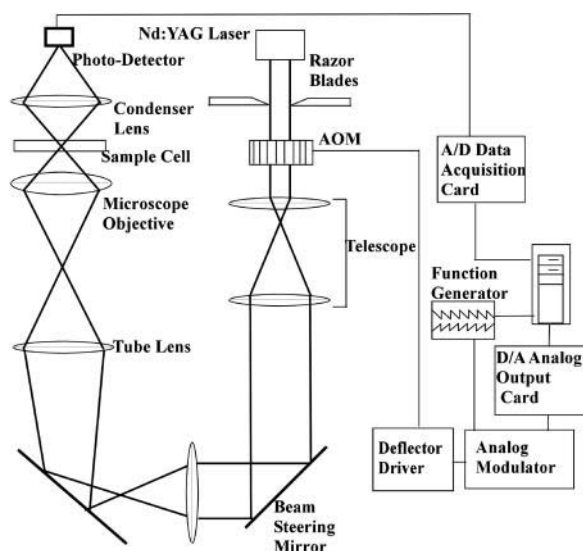 Nd:YAG Laser
Photo-Detector
Razor
Blades
Condenser
Lens
AOM
A/D Data
Acquisition
Card
Sample Cell
Microscope
Objective
Telescope
Function
Generator
Tube Lens
D/A Analog
Output
Card
Deflector
Driver
Analog
Modulator
Beam
Steering
Mirror